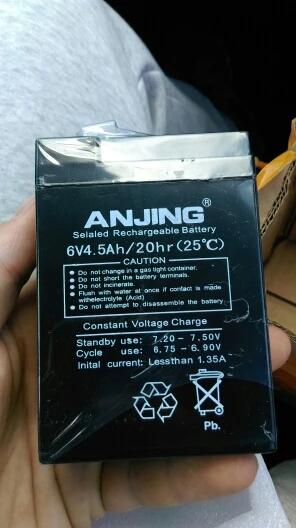 ANJING®
Selaled Rechargeable Battery
6V4.5Ah/20hr(25℃)
CAUTION
● Do not change in a gas tight container.
● Do not short the battery terminals.
● Do not incinerate.
● Flush with water at once if contact is made
withelectrolyte (Acid)
● Do not attempt to disassemble the battery
Constant Voltage Charge
Standby use: 7.20 - 7.50V
Cycle use: 6.75 - 6.90V
Inital current: Lessthan 1.35A
Pb.